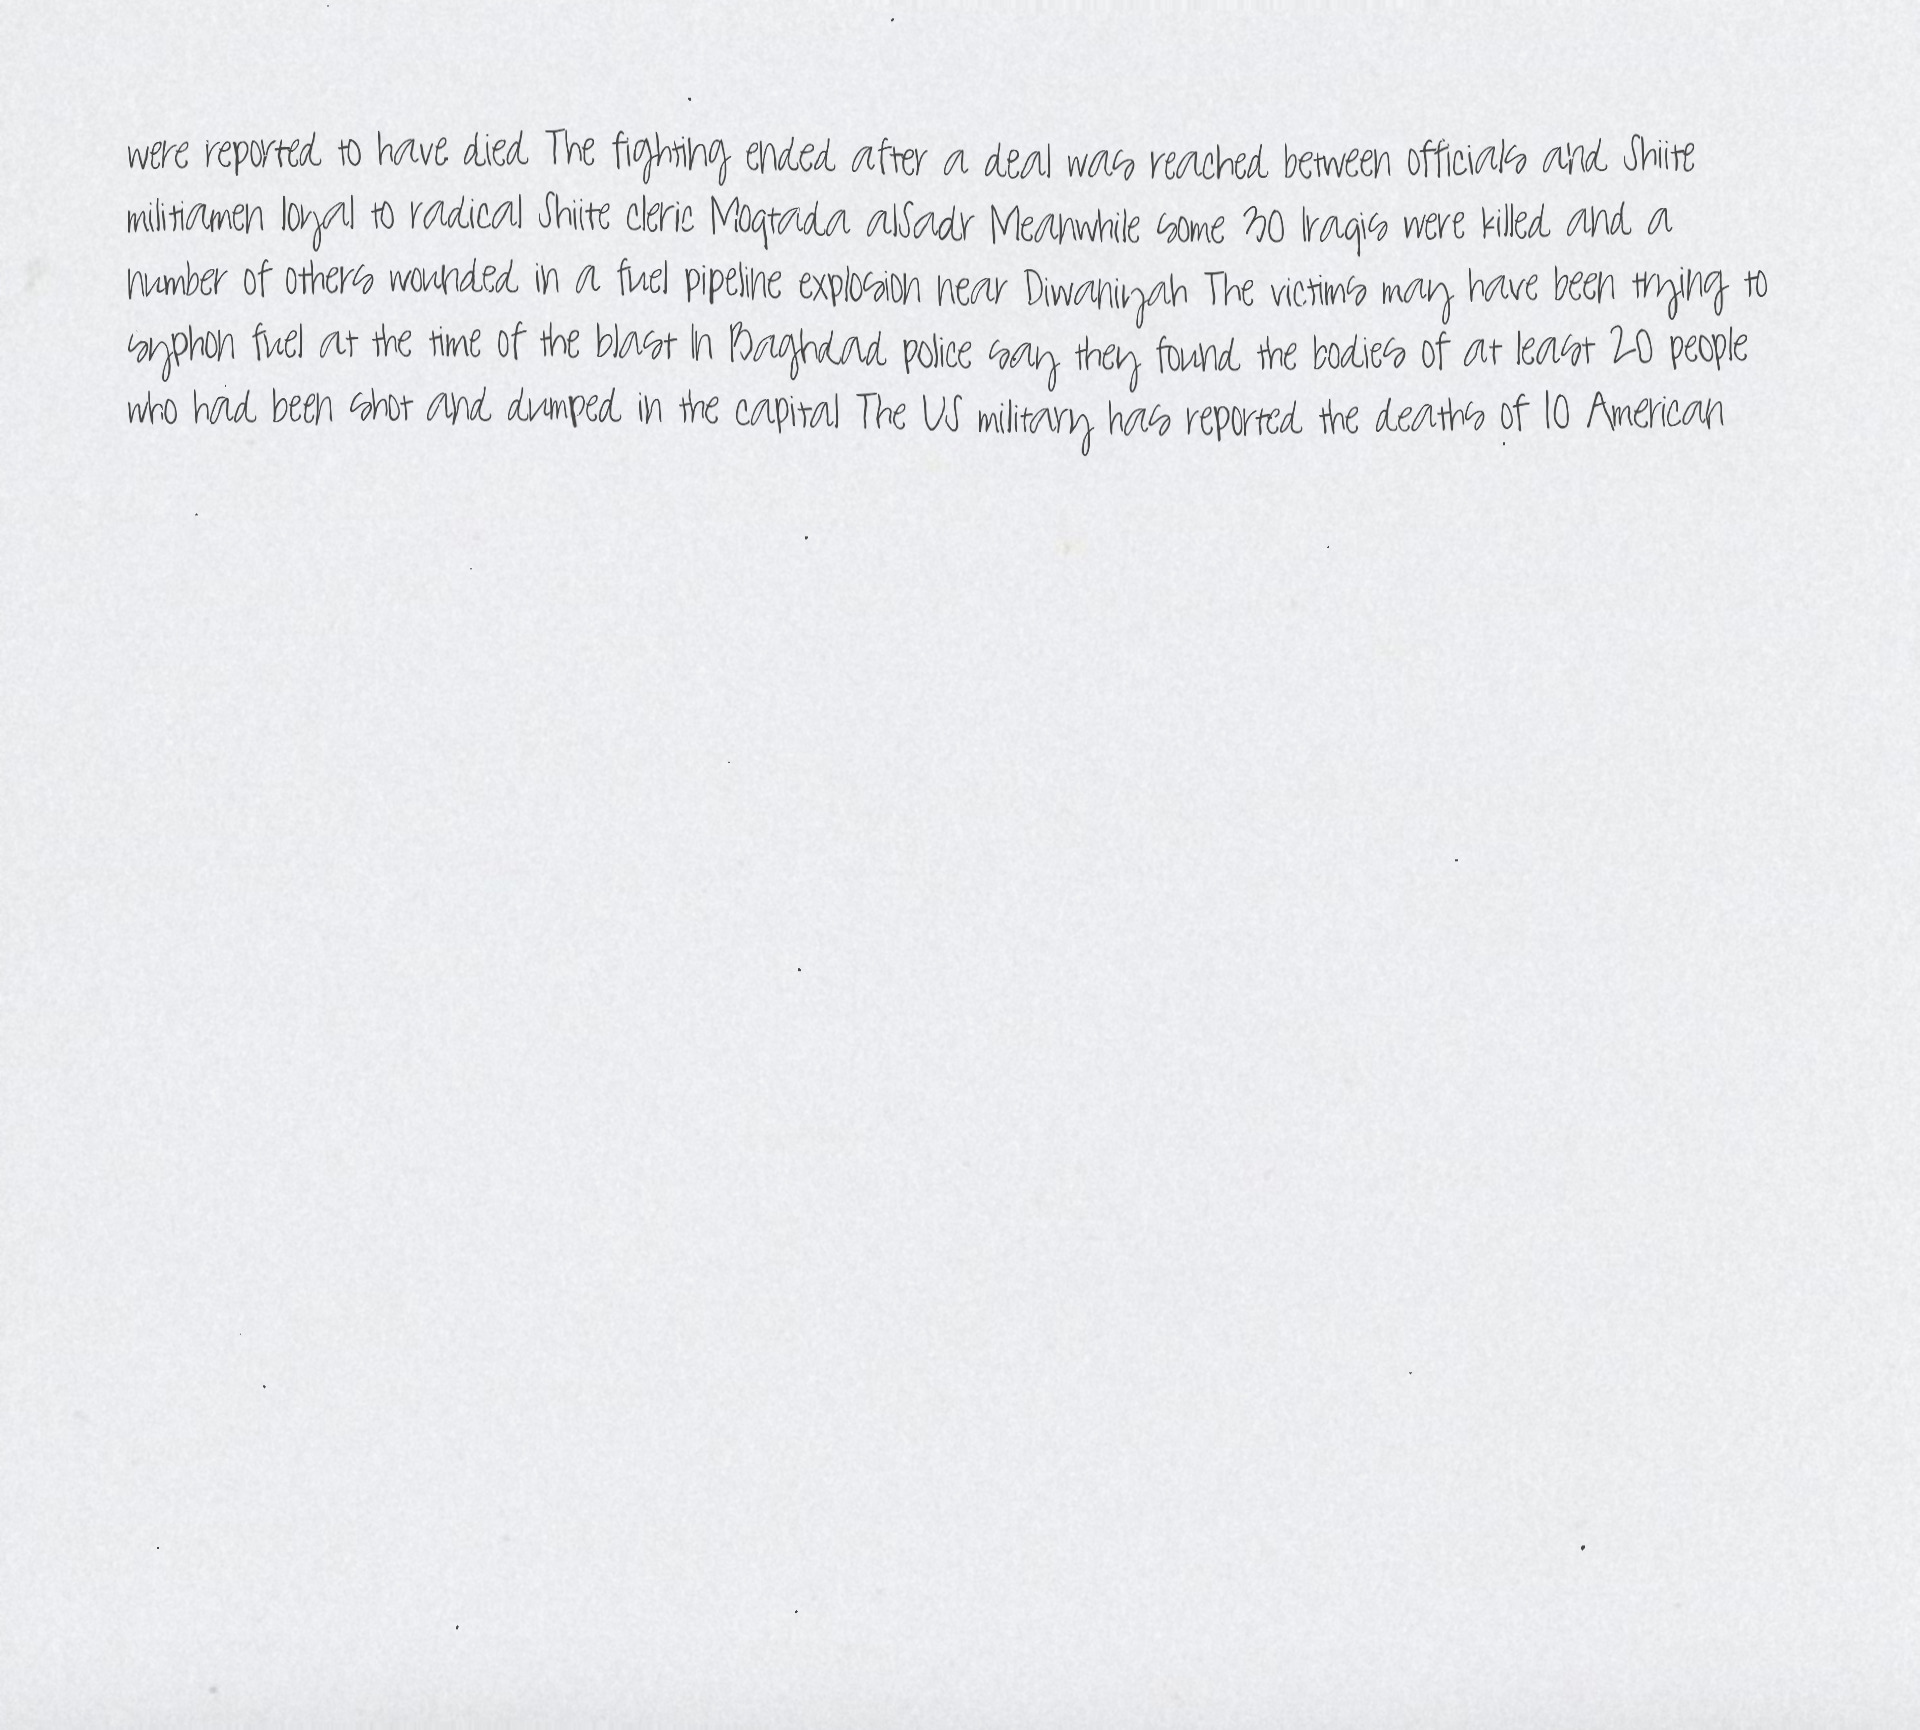 were reported to have died The fighting ended after a deal was reached between officials and Shiite
militiamen loyal to radical Shiite cleric Moqtada alSadr Meanwhile some 30 Iraqis were killed and a
number of others wounded in a fuel pipeline explosion near Diwaniyah The victims may have been trying to
syphon fuel at the time of the blast In Baghdad police say they found the bodies of at least 20 people
who had been shot and dumped in the capital The US military has reported the deaths of 10 American